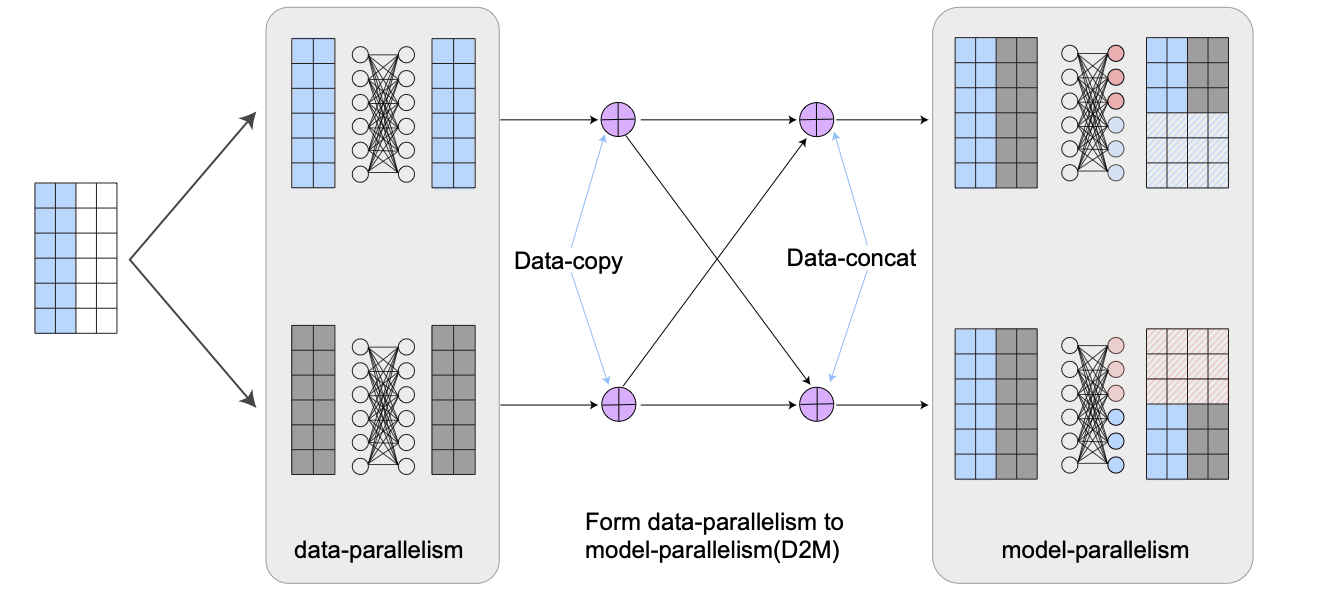 Data-copy
Data-concat
data-parallelism
Form data-parallelism to
model-parallelism(D2M)
model-parallelism